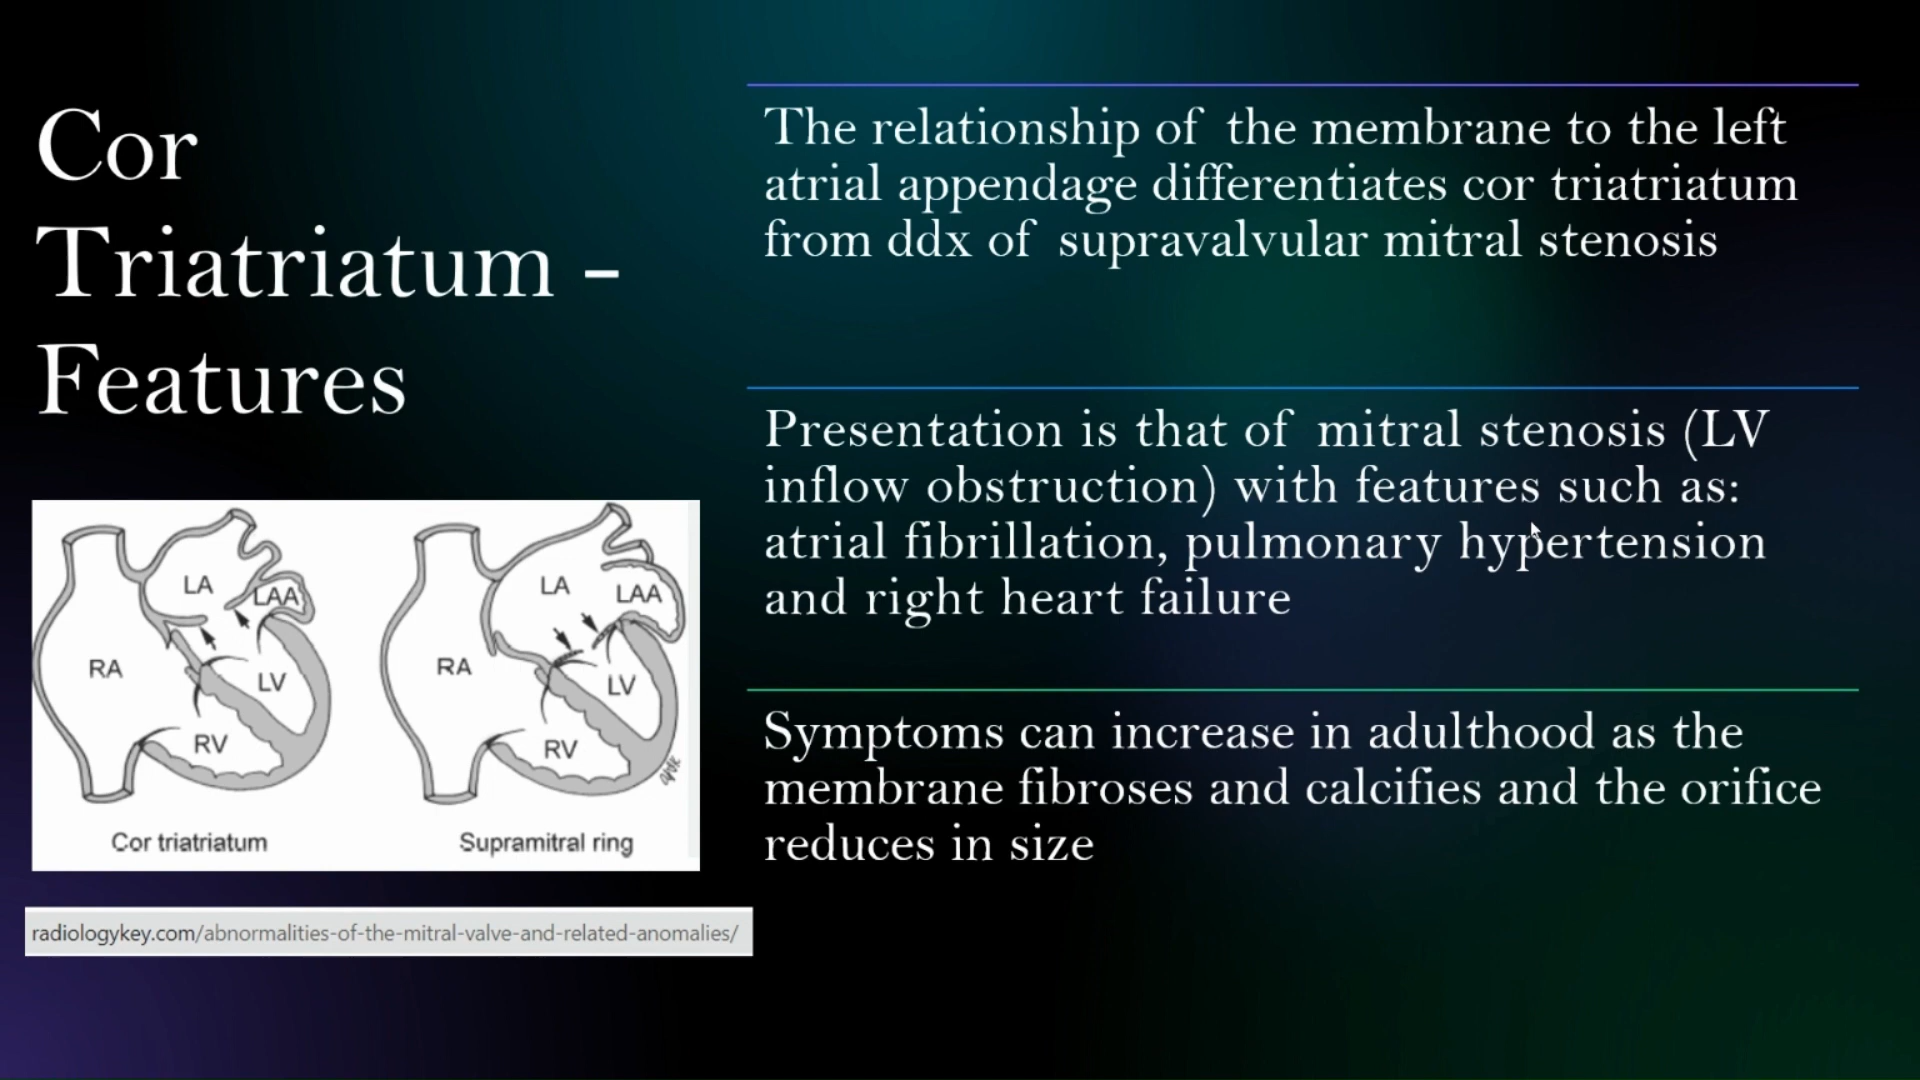 Cor
Triatriatum -
Features
The relationship of the membrane to the left
atrial appendage differentiates cor triatriatum
from ddx of supravalvular mitral stenosis
Presentation is that of mitral stenosis (LV
inflow obstruction) with features such as:
atrial fibrillation, pulmonary hypertension
and right heart failure
Symptoms can increase in adulthood as the
membrane fibroses and calcifies and the orifice
reduces in size
LA
LAA
RA
LV
RV
Cor triatriatum
LA
LAA
RA
LV
RV
Supramitral ring
radiologykey.com/abnormalities-of-the-mitral-valve-and-related-anomalies/